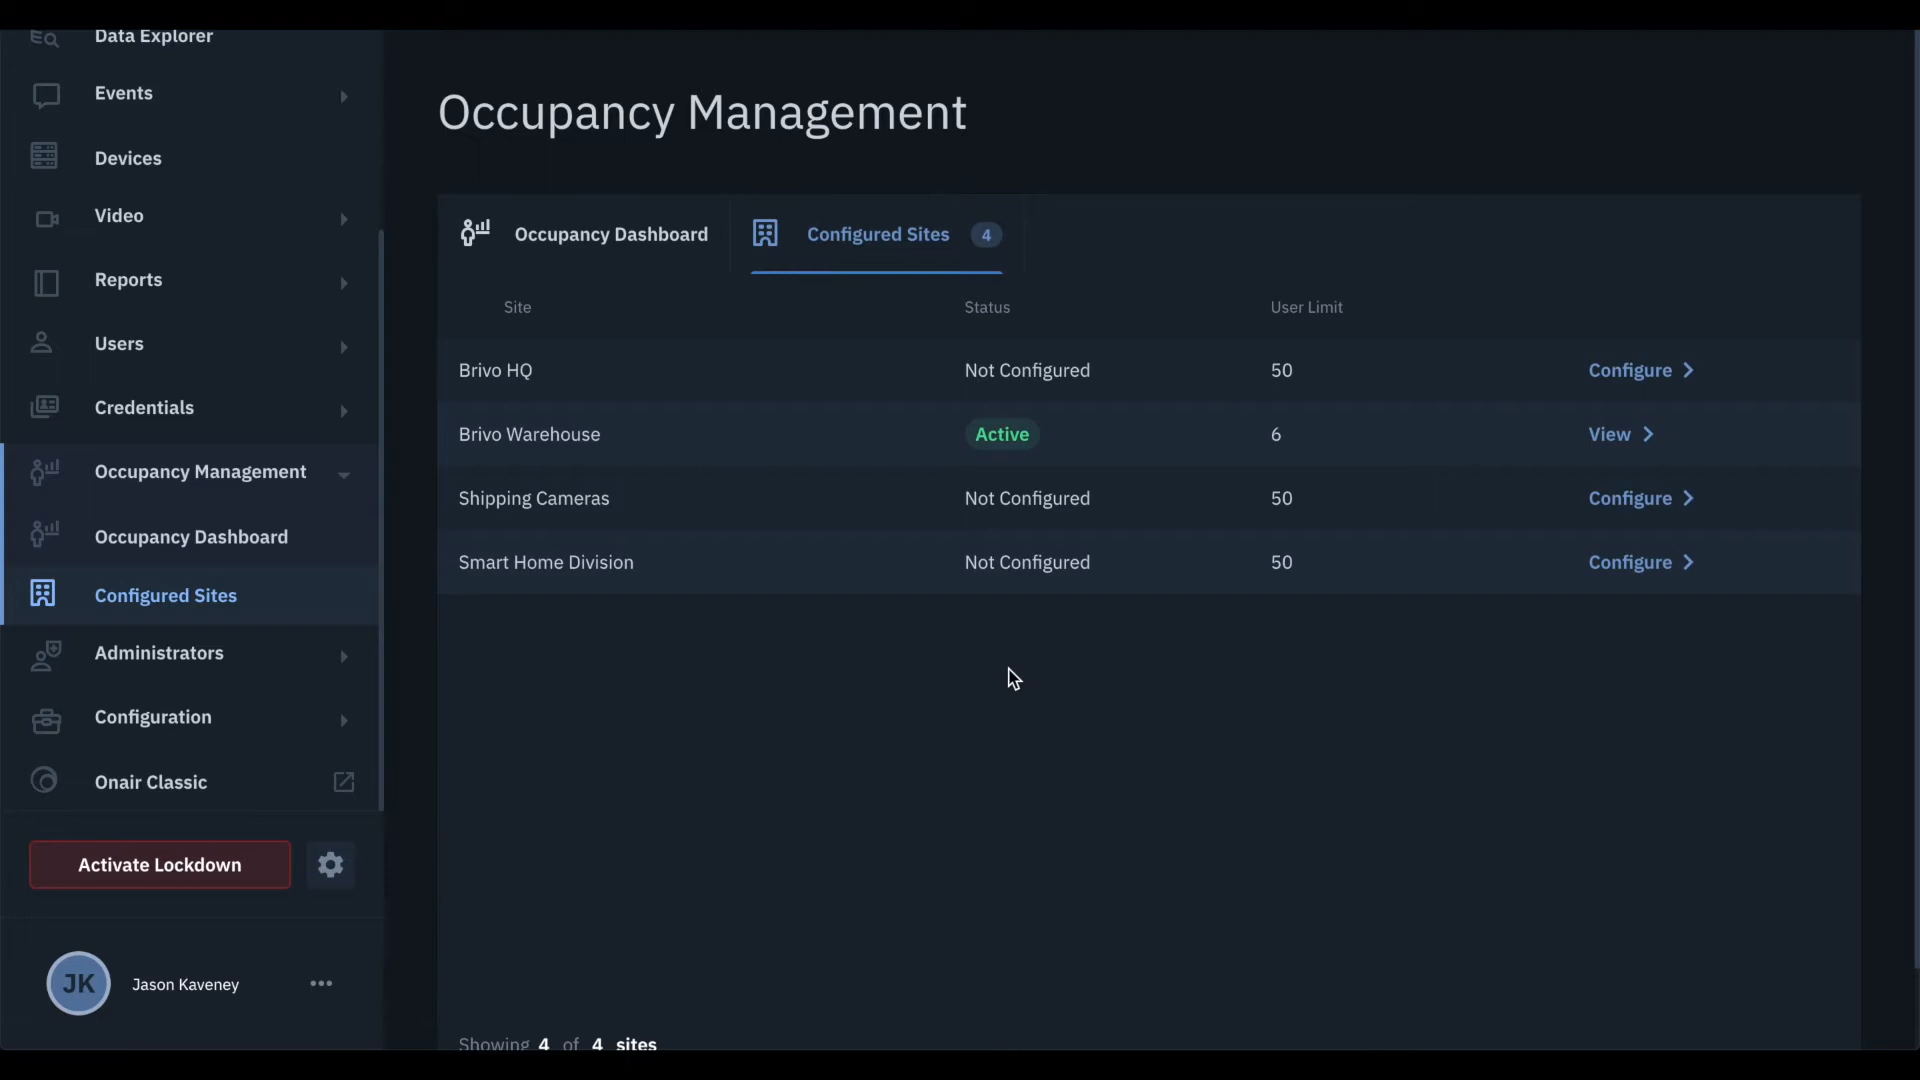 Data Explorer
Events
Devices
Video
Reports
Users
Credentials
Occupancy Management
Occupancy Dashboard
Configured Sites
Administrators
Configuration
Onair Classic
Activate Lockdown
JK Jason Kaveney
Occupancy Management
Occupancy Dashboard Configured Sites 4
Site Status User Limit
Brivo HQ Not Configured 50 Configure
Brivo Warehouse Active 6 View
Shipping Cameras Not Configured 50 Configure
Smart Home Division Not Configured 50 Configure
Showing 4 of 4 sites